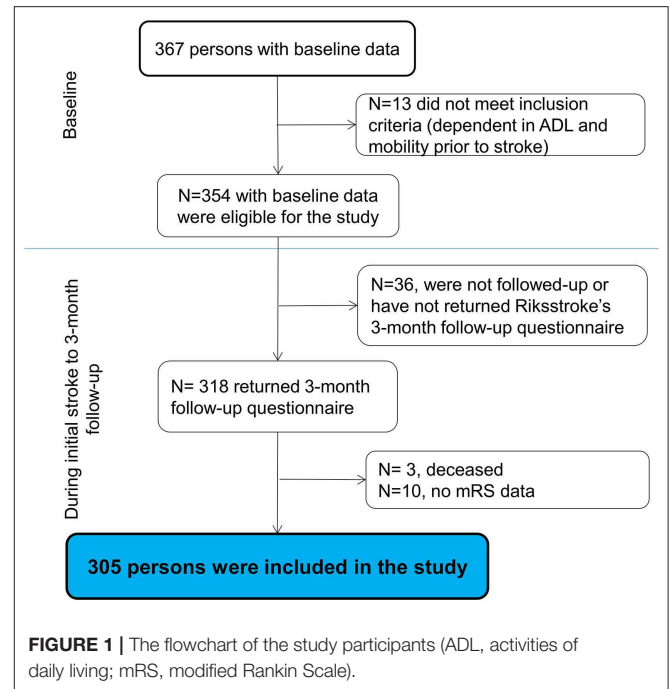 367 persons with baseline data
Baseline
N=13 did not meet inclusion
criteria (dependent in ADL and
mobility prior to stroke)
N=354 with baseline data
were eligible for the study
During initial stroke to 3-month
follow-up
N=36, were not followed-up or
have not returned Riksstroke's
3-month follow-up questionnaire
N= 318 returned 3-month
follow-up questionnaire
N= 3, deceased
N=10, no mRS data
305 persons were included in the study
FIGURE 1 | The flowchart of the study participants (ADL, activities of
daily living; mRS, modified Rankin Scale).